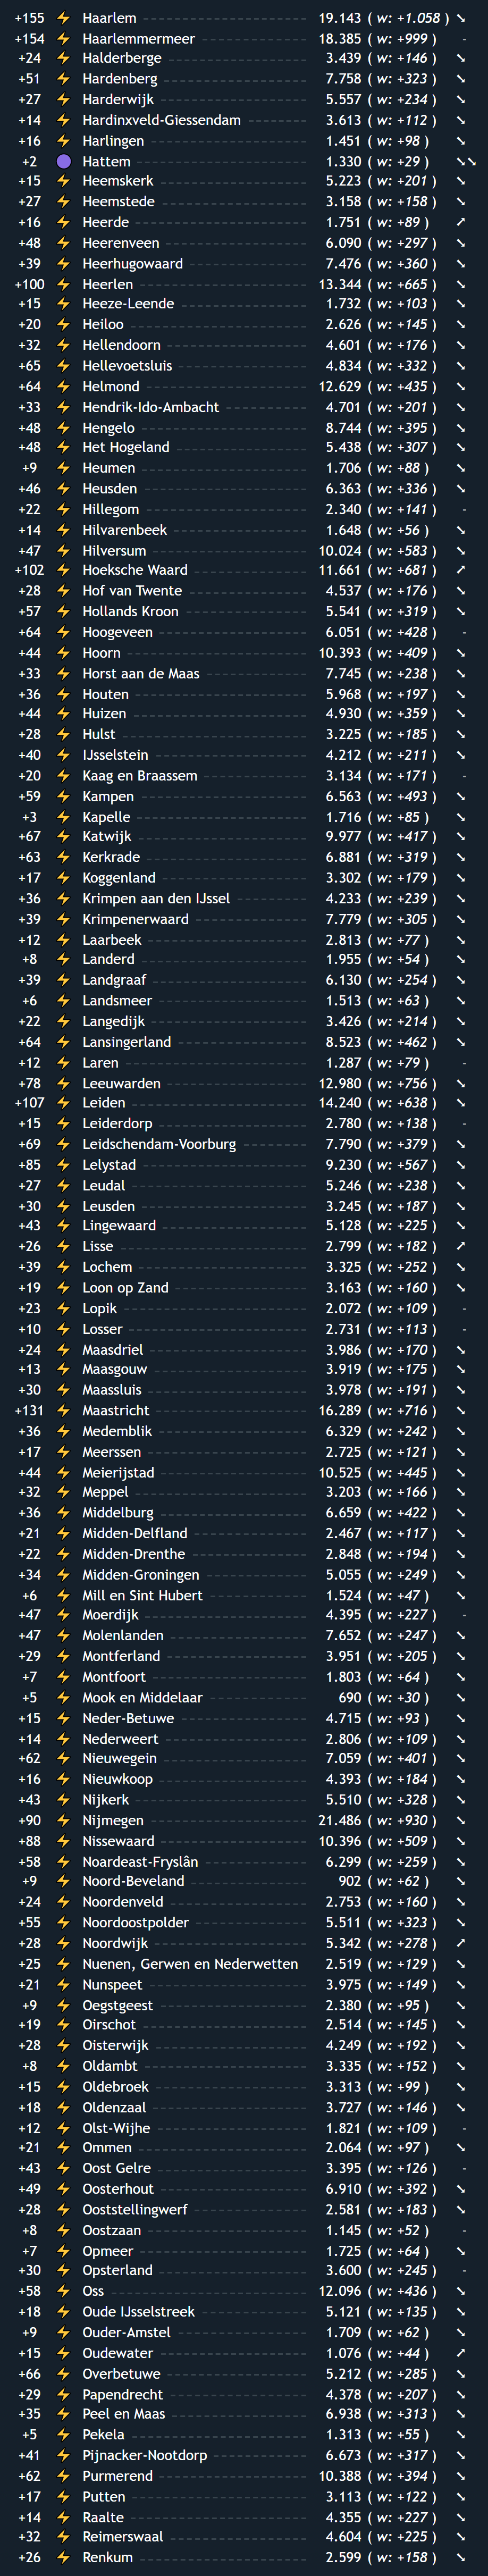 +155 ⚡ Haarlem 19.143 ( w: +1.058 ) ↘
+154 ⚡ Haarlemmermeer 18.385 ( w: +999 ) -
+24 ⚡ Halderberge 3.439 ( w: +146 ) ↘
+51 ⚡ Hardenberg 7.758 ( w: +323 ) ↘
+27 ⚡ Harderwijk 5.557 ( w: +234 ) ↘
+14 ⚡ Hardinxveld-Giessendam 3.613 ( w: +112 ) ↘
+16 ⚡ Harlingen 1.451 ( w: +98 ) ↘
+2 🟣 Hattem 1.330 ( w: +29 ) ↘↘
+15 ⚡ Heemskerk 5.223 ( w: +201 ) ↘
+27 ⚡ Heemstede 3.158 ( w: +158 ) ↘
+16 ⚡ Heerde 1.751 ( w: +89 ) ↗
+48 ⚡ Heerenveen 6.090 ( w: +297 ) ↘
+39 ⚡ Heerhugowaard 7.476 ( w: +360 ) ↘
+100 ⚡ Heerlen 13.344 ( w: +665 ) ↘
+15 ⚡ Heeze-Leende 1.732 ( w: +103 ) ↘
+20 ⚡ Heiloo 2.626 ( w: +145 ) ↘
+32 ⚡ Hellendoorn 4.601 ( w: +176 ) ↘
+65 ⚡ Hellevoetsluis 4.834 ( w: +332 ) ↘
+64 ⚡ Helmond 12.629 ( w: +435 ) ↘
+33 ⚡ Hendrik-Ido-Ambacht 4.701 ( w: +201 ) ↘
+48 ⚡ Hengelo 8.744 ( w: +395 ) ↘
+48 ⚡ Het Hogeland 5.438 ( w: +307 ) ↘
+9 ⚡ Heumen 1.706 ( w: +88 ) ↘
+46 ⚡ Heusden 6.363 ( w: +336 ) ↘
+22 ⚡ Hillegom 2.340 ( w: +141 ) -
+14 ⚡ Hilvarenbeek 1.648 ( w: +56 ) ↘
+47 ⚡ Hilversum 10.024 ( w: +583 ) ↘
+102 ⚡ Hoeksche Waard 11.661 ( w: +681 ) ↗
+28 ⚡ Hof van Twente 4.537 ( w: +176 ) ↘
+57 ⚡ Hollands Kroon 5.541 ( w: +319 ) ↘
+64 ⚡ Hoogeveen 6.051 ( w: +428 ) -
+44 ⚡ Hoorn 10.393 ( w: +409 ) ↘
+33 ⚡ Horst aan de Maas 7.745 ( w: +238 ) ↘
+36 ⚡ Houten 5.968 ( w: +197 ) ↘
+44 ⚡ Huizen 4.930 ( w: +359 ) ↘
+28 ⚡ Hulst 3.225 ( w: +185 ) ↘
+40 ⚡ IJsselstein 4.212 ( w: +211 ) ↘
+20 ⚡ Kaag en Braassem 3.134 ( w: +171 ) -
+59 ⚡ Kampen 6.563 ( w: +493 ) ↘
+3 ⚡ Kapelle 1.716 ( w: +85 ) ↘
+67 ⚡ Katwijk 9.977 ( w: +417 ) ↘
+63 ⚡ Kerkrade 6.881 ( w: +319 ) ↘
+17 ⚡ Koggenland 3.302 ( w: +179 ) ↘
+36 ⚡ Krimpen aan den IJssel 4.233 ( w: +239 ) ↘
+39 ⚡ Krimpenerwaard 7.779 ( w: +305 ) ↘
+12 ⚡ Laarbeek 2.813 ( w: +77 ) ↘
+8 ⚡ Landerd 1.955 ( w: +54 ) ↘
+39 ⚡ Landgraaf 6.130 ( w: +254 ) ↘
+6 ⚡ Landsmeer 1.513 ( w: +63 ) ↘
+22 ⚡ Langedijk 3.426 ( w: +214 ) ↘
+64 ⚡ Lansingerland 8.523 ( w: +462 ) ↘
+12 ⚡ Laren 1.287 ( w: +79 ) -
+78 ⚡ Leeuwarden 12.980 ( w: +756 ) ↘
+107 ⚡ Leiden 14.240 ( w: +638 ) ↘
+15 ⚡ Leiderdorp 2.780 ( w: +138 ) -
+69 ⚡ Leidschendam-Voorburg 7.790 ( w: +379 ) ↘
+85 ⚡ Lelystad 9.230 ( w: +567 ) ↘
+27 ⚡ Leudal 5.246 ( w: +238 ) ↘
+30 ⚡ Leusden 3.245 ( w: +187 ) ↘
+43 ⚡ Lingewaard 5.128 ( w: +225 ) ↘
+26 ⚡ Lisse 2.799 ( w: +182 ) ↗
+39 ⚡ Lochem 3.325 ( w: +252 ) ↘
+19 ⚡ Loon op Zand 3.163 ( w: +160 ) ↘
+23 ⚡ Lopik 2.072 ( w: +109 ) -
+10 ⚡ Losser 2.731 ( w: +113 ) -
+24 ⚡ Maasdriel 3.986 ( w: +170 ) ↘
+13 ⚡ Maasgouw 3.919 ( w: +175 ) ↘
+30 ⚡ Maassluis 3.978 ( w: +191 ) ↘
+131 ⚡ Maastricht 16.289 ( w: +716 ) ↘
+36 ⚡ Medemblik 6.329 ( w: +242 ) ↘
+17 ⚡ Meerssen 2.725 ( w: +121 ) ↘
+44 ⚡ Meierijstad 10.525 ( w: +445 ) ↘
+32 ⚡ Meppel 3.203 ( w: +166 ) ↘
+36 ⚡ Middelburg 6.659 ( w: +422 ) ↘
+21 ⚡ Midden-Delfland 2.467 ( w: +117 ) ↘
+22 ⚡ Midden-Drenthe 2.848 ( w: +194 ) ↘
+34 ⚡ Midden-Groningen 5.055 ( w: +249 ) ↘
+6 ⚡ Mill en Sint Hubert 1.524 ( w: +47 ) ↘
+47 ⚡ Moerdijk 4.395 ( w: +227 ) -
+47 ⚡ Molenlanden 7.652 ( w: +247 ) ↘
+29 ⚡ Montferland 3.951 ( w: +205 ) ↘
+7 ⚡ Montfoort 1.803 ( w: +64 ) ↘
+5 ⚡ Mook en Middelaar 690 ( w: +30 ) ↘
+15 ⚡ Neder-Betuwe 4.715 ( w: +93 ) ↘
+14 ⚡ Nederweert 2.806 ( w: +109 ) ↘
+62 ⚡ Nieuwegein 7.059 ( w: +401 ) ↘
+16 ⚡ Nieuwkoop 4.393 ( w: +184 ) ↘
+43 ⚡ Nijkerk 5.510 ( w: +328 ) ↘
+90 ⚡ Nijmegen 21.486 ( w: +930 ) ↘
+88 ⚡ Nissewaard 10.396 ( w: +509 ) ↘
+58 ⚡ Noardeast-Fryslân 6.299 ( w: +259 ) ↘
+9 ⚡ Noord-Beveland 902 ( w: +62 ) ↘
+24 ⚡ Noordenveld 2.753 ( w: +160 ) ↘
+55 ⚡ Noordoostpolder 5.511 ( w: +323 ) ↘
+28 ⚡ Noordwijk 5.342 ( w: +278 ) ↗
+25 ⚡ Nuenen, Gerwen en Nederwetten 2.519 ( w: +129 ) ↘
+21 ⚡ Nunspeet 3.975 ( w: +149 ) ↘
+9 ⚡ Oegstgeest 2.380 ( w: +95 ) ↘
+19 ⚡ Oirschot 2.514 ( w: +145 ) ↘
+28 ⚡ Oisterwijk 4.249 ( w: +192 ) ↘
+8 ⚡ Oldambt 3.335 ( w: +152 ) ↘
+15 ⚡ Oldebroek 3.313 ( w: +99 ) ↘
+18 ⚡ Oldenzaal 3.727 ( w: +146 ) ↘
+12 ⚡ Olst-Wijhe 1.821 ( w: +109 ) -
+21 ⚡ Ommen 2.064 ( w: +97 ) ↘
+43 ⚡ Oost Gelre 3.395 ( w: +126 ) -
+49 ⚡ Oosterhout 6.910 ( w: +392 ) ↘
+28 ⚡ Ooststellingwerf 2.581 ( w: +183 ) ↘
+8 ⚡ Oostzaan 1.145 ( w: +52 ) -
+7 ⚡ Opmeer 1.725 ( w: +64 ) ↘
+30 ⚡ Opsterland 3.600 ( w: +245 ) -
+58 ⚡ Oss 12.096 ( w: +436 ) ↘
+18 ⚡ Oude IJsselstreek 5.121 ( w: +135 ) ↘
+9 ⚡ Ouder-Amstel 1.709 ( w: +62 ) ↘
+15 ⚡ Oudewater 1.076 ( w: +44 ) ↗
+66 ⚡ Overbetuwe 5.212 ( w: +285 ) ↘
+29 ⚡ Papendrecht 4.378 ( w: +207 ) ↘
+35 ⚡ Peel en Maas 6.938 ( w: +313 ) ↘
+5 ⚡ Pekela 1.313 ( w: +55 ) ↘
+41 ⚡ Pijnacker-Nootdorp 6.673 ( w: +317 ) ↘
+62 ⚡ Purmerend 10.388 ( w: +394 ) ↘
+17 ⚡ Putten 3.113 ( w: +122 ) ↘
+14 ⚡ Raalte 4.355 ( w: +227 ) ↘
+32 ⚡ Reimerswaal 4.604 ( w: +225 ) ↘
+26 ⚡ Renkum 2.599 ( w: +158 ) ↘